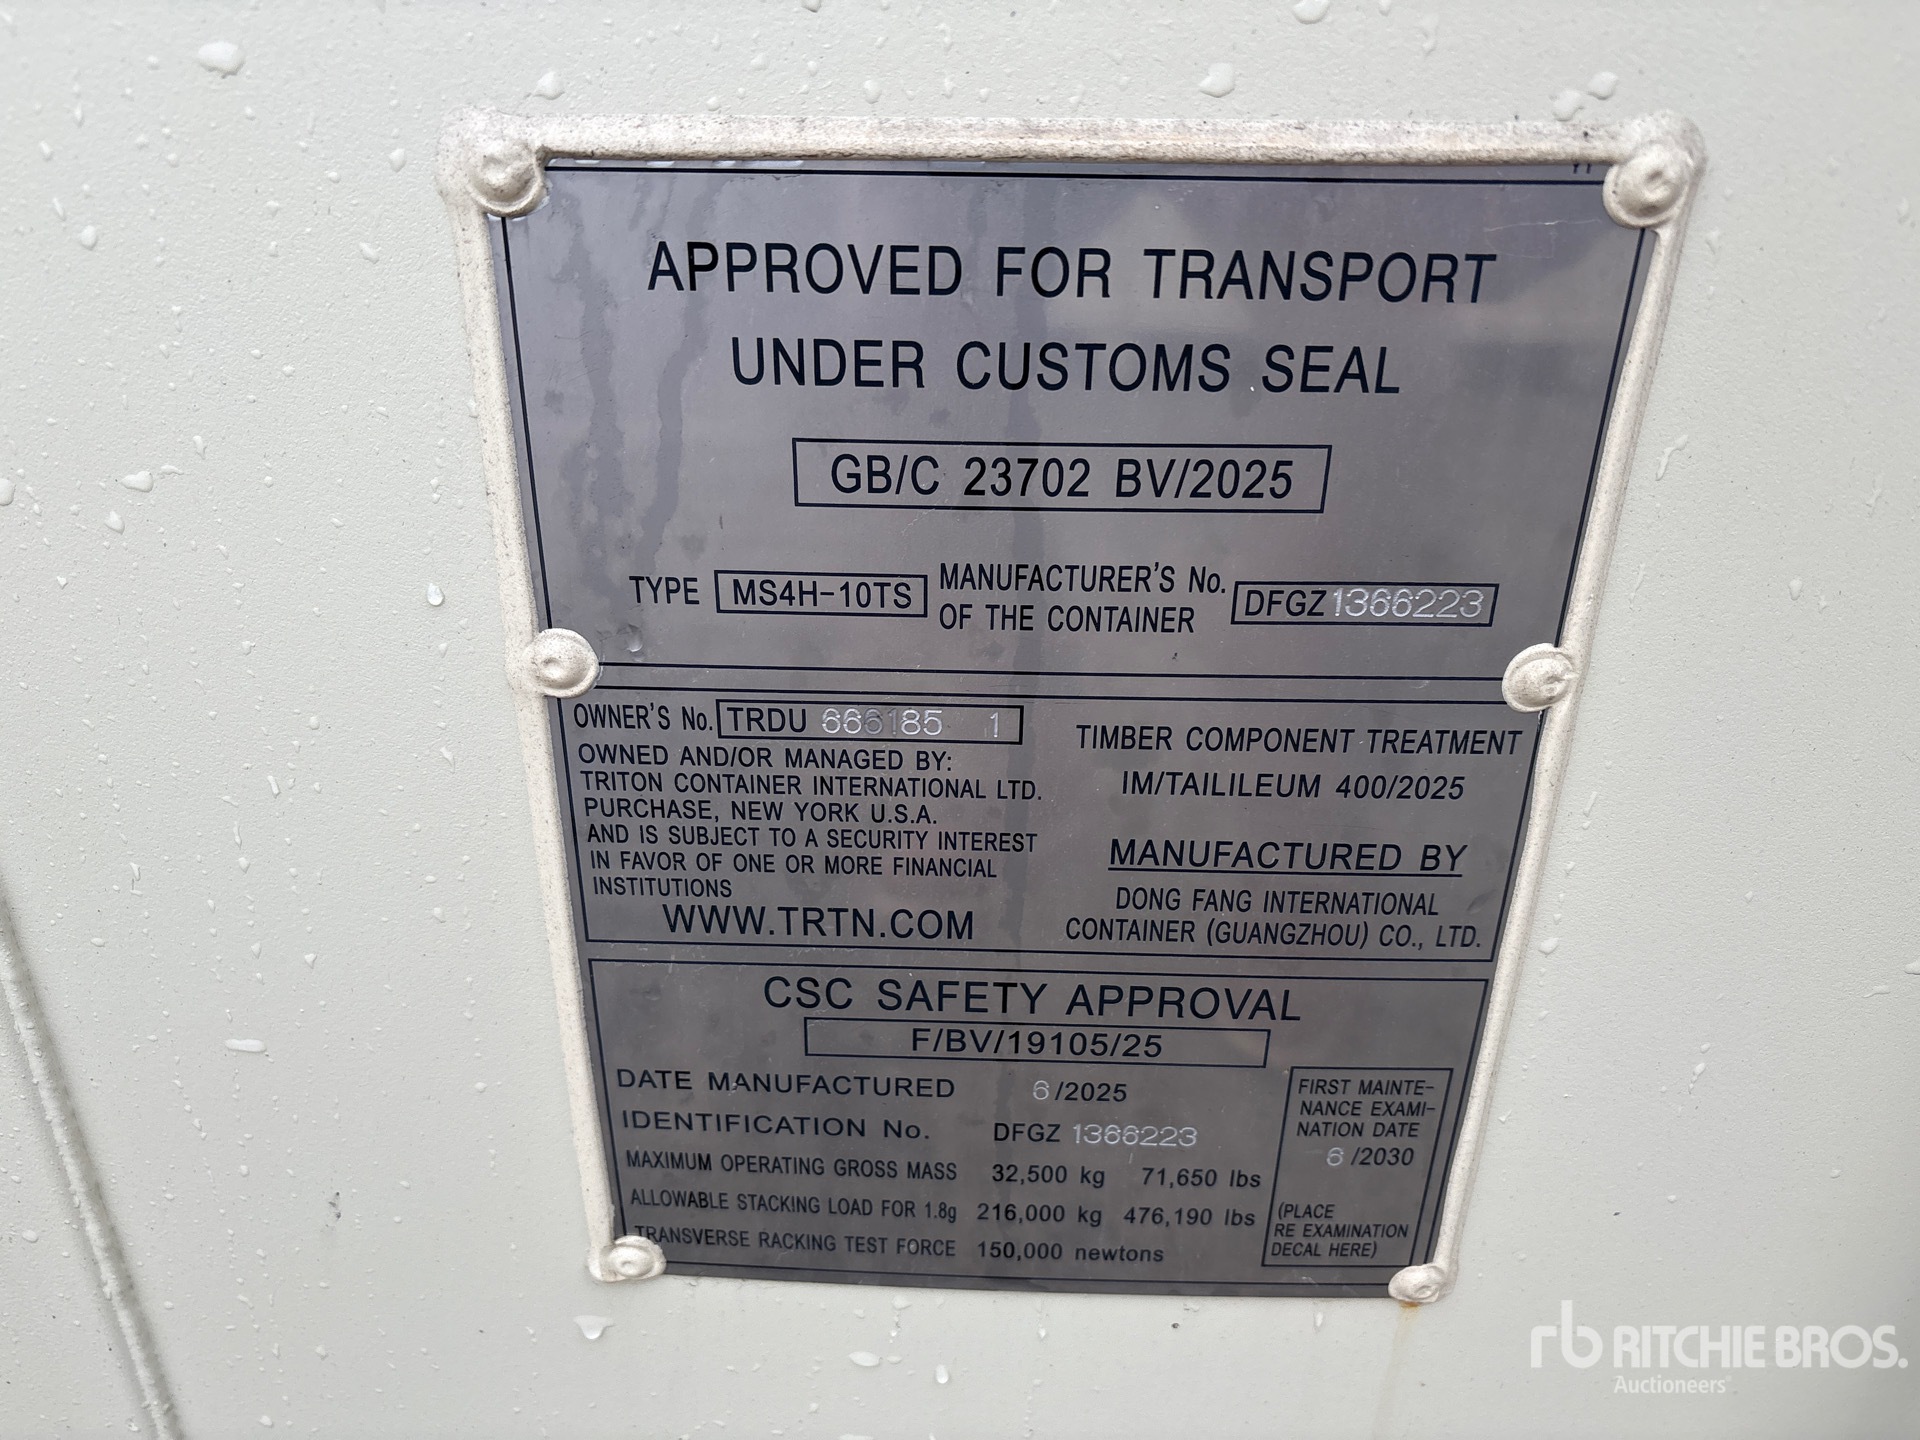 APPROVED FOR TRANSPORT
UNDER CUSTOMS SEAL
GB/C 23702 BV/2025
TYPE MS4H-10TS MANUFACTURER'S No. OF THE CONTAINER DFGZ 1366223
OWNER'S No. TRDU 666185 1
OWNED AND/OR MANAGED BY:
TRITON CONTAINER INTERNATIONAL LTD.
PURCHASE, NEW YORK U.S.A.
AND IS SUBJECT TO A SECURITY INTEREST
IN FAVOR OF ONE OR MORE FINANCIAL
INSTITUTIONS
WWW.TRTN.COM
TIMBER COMPONENT TREATMENT
IM/TAILILEUM 400/2025
MANUFACTURED BY
DONG FANG INTERNATIONAL
CONTAINER (GUANGZHOU) CO., LTD.
CSC SAFETY APPROVAL
F/BV/19105/25
DATE MANUFACTURED 6/2025
IDENTIFICATION No. DFGZ 1366223
MAXIMUM OPERATING GROSS MASS 32,500 kg 71,650 lbs
ALLOWABLE STACKING LOAD FOR 1.8g 216,000 kg 476,190 lbs
TRANSVERSE RACKING TEST FORCE 150,000 newtons
FIRST MAINTE-
NANCE EXAMI-
NATION DATE
6/2030
(PLACE
RE EXAMINATION
DECAL HERE)
rb RITCHIE BROS.
Auctioneers